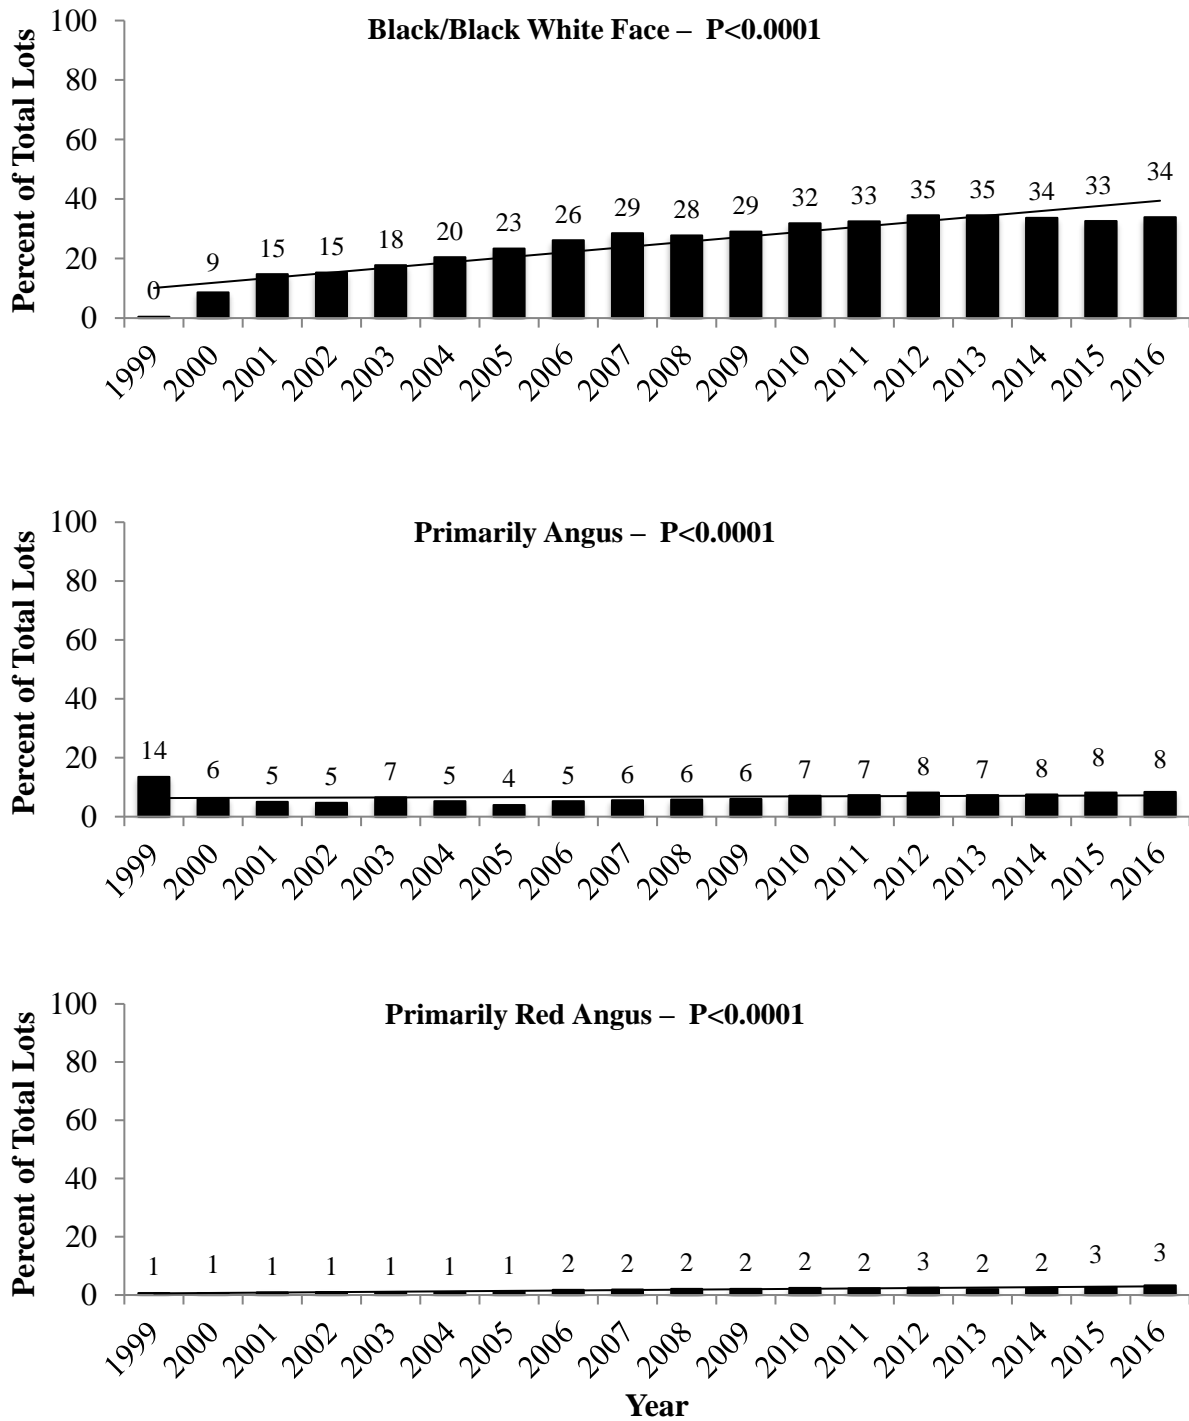 Black/Black White Face – P<0.0001
Percent of Total Lots
100
80
60
40
20
0
0 9 15 15 18 20 23 26 29 28 29 32 33 35 35 34 33 34
1999 2000 2001 2002 2003 2004 2005 2006 2007 2008 2009 2010 2011 2012 2013 2014 2015 2016
Primarily Angus – P<0.0001
Percent of Total Lots
100
80
60
40
20
0
14 6 5 5 7 5 4 5 6 6 6 7 7 8 7 8 8 8
1999 2000 2001 2002 2003 2004 2005 2006 2007 2008 2009 2010 2011 2012 2013 2014 2015 2016
Primarily Red Angus – P<0.0001
Percent of Total Lots
100
80
60
40
20
0
1 1 1 1 1 1 1 2 2 2 2 2 2 3 2 2 3 3
1999 2000 2001 2002 2003 2004 2005 2006 2007 2008 2009 2010 2011 2012 2013 2014 2015 2016
Year